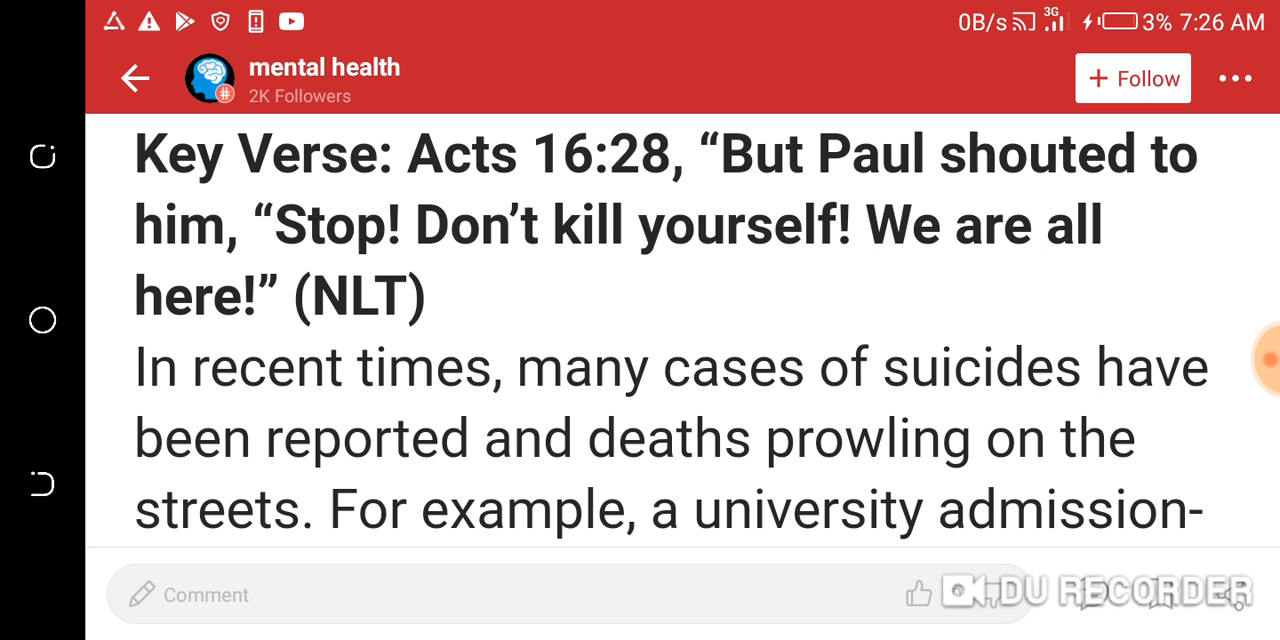 0B/s 3G 3% 7:26 AM
mental health
2K Followers
+ Follow
Key Verse: Acts 16:28, “But Paul shouted to
him, “Stop! Don’t kill yourself! We are all
here!” (NLT)
In recent times, many cases of suicides have
been reported and deaths prowling on the
streets. For example, a university admission-
Comment
DU RECORDER